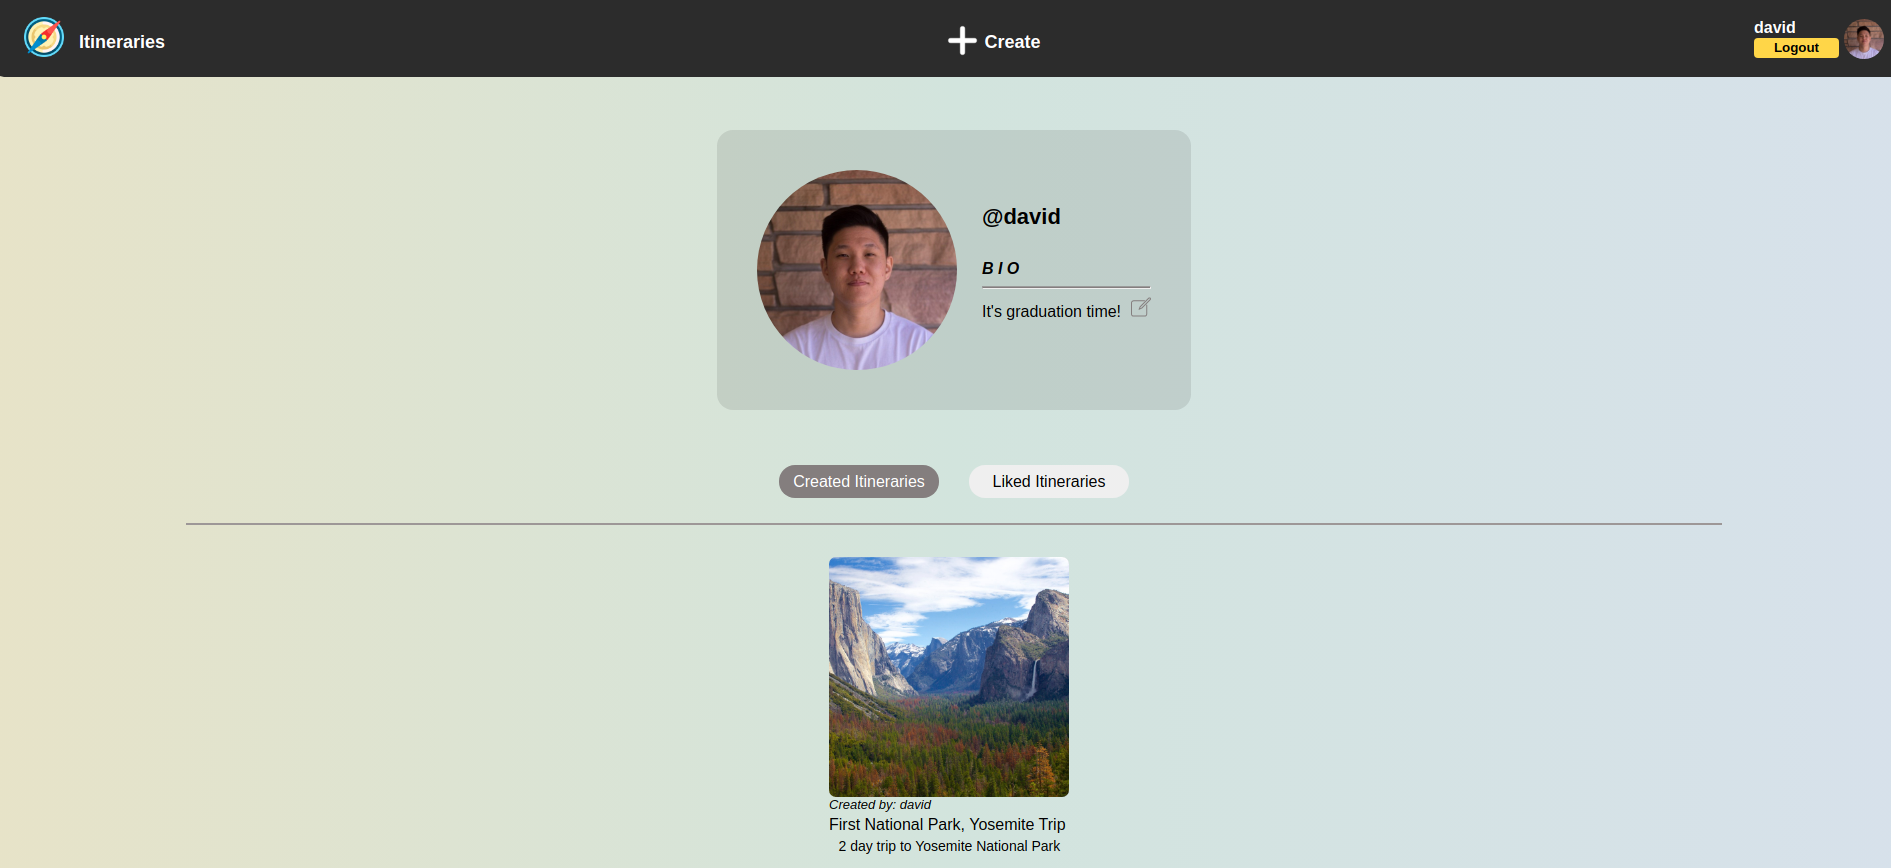 Itineraries
Create
david
Logout
@david
BIO
It's graduation time!
Created Itineraries
Liked Itineraries
Created by: david
First National Park, Yosemite Trip
2 day trip to Yosemite National Park